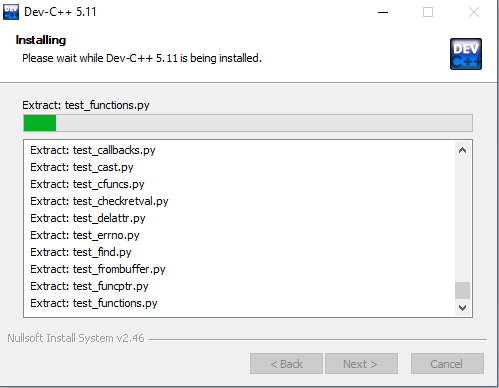 Dev-C++ 5.11
Installing
Please wait while Dev-C++ 5.11 is being installed.
DEV
C++
Extract: test_functions.py
Extract: test_callbacks.py
Extract: test_cast.py
Extract: test_cfuncs.py
Extract: test_checkretval.py
Extract: test_delattr.py
Extract: test_errno.py
Extract: test_find.py
Extract: test_frombuffer.py
Extract: test_funcptr.py
Extract: test_functions.py
Nullsoft Install System v2.46
< Back Next > Cancel